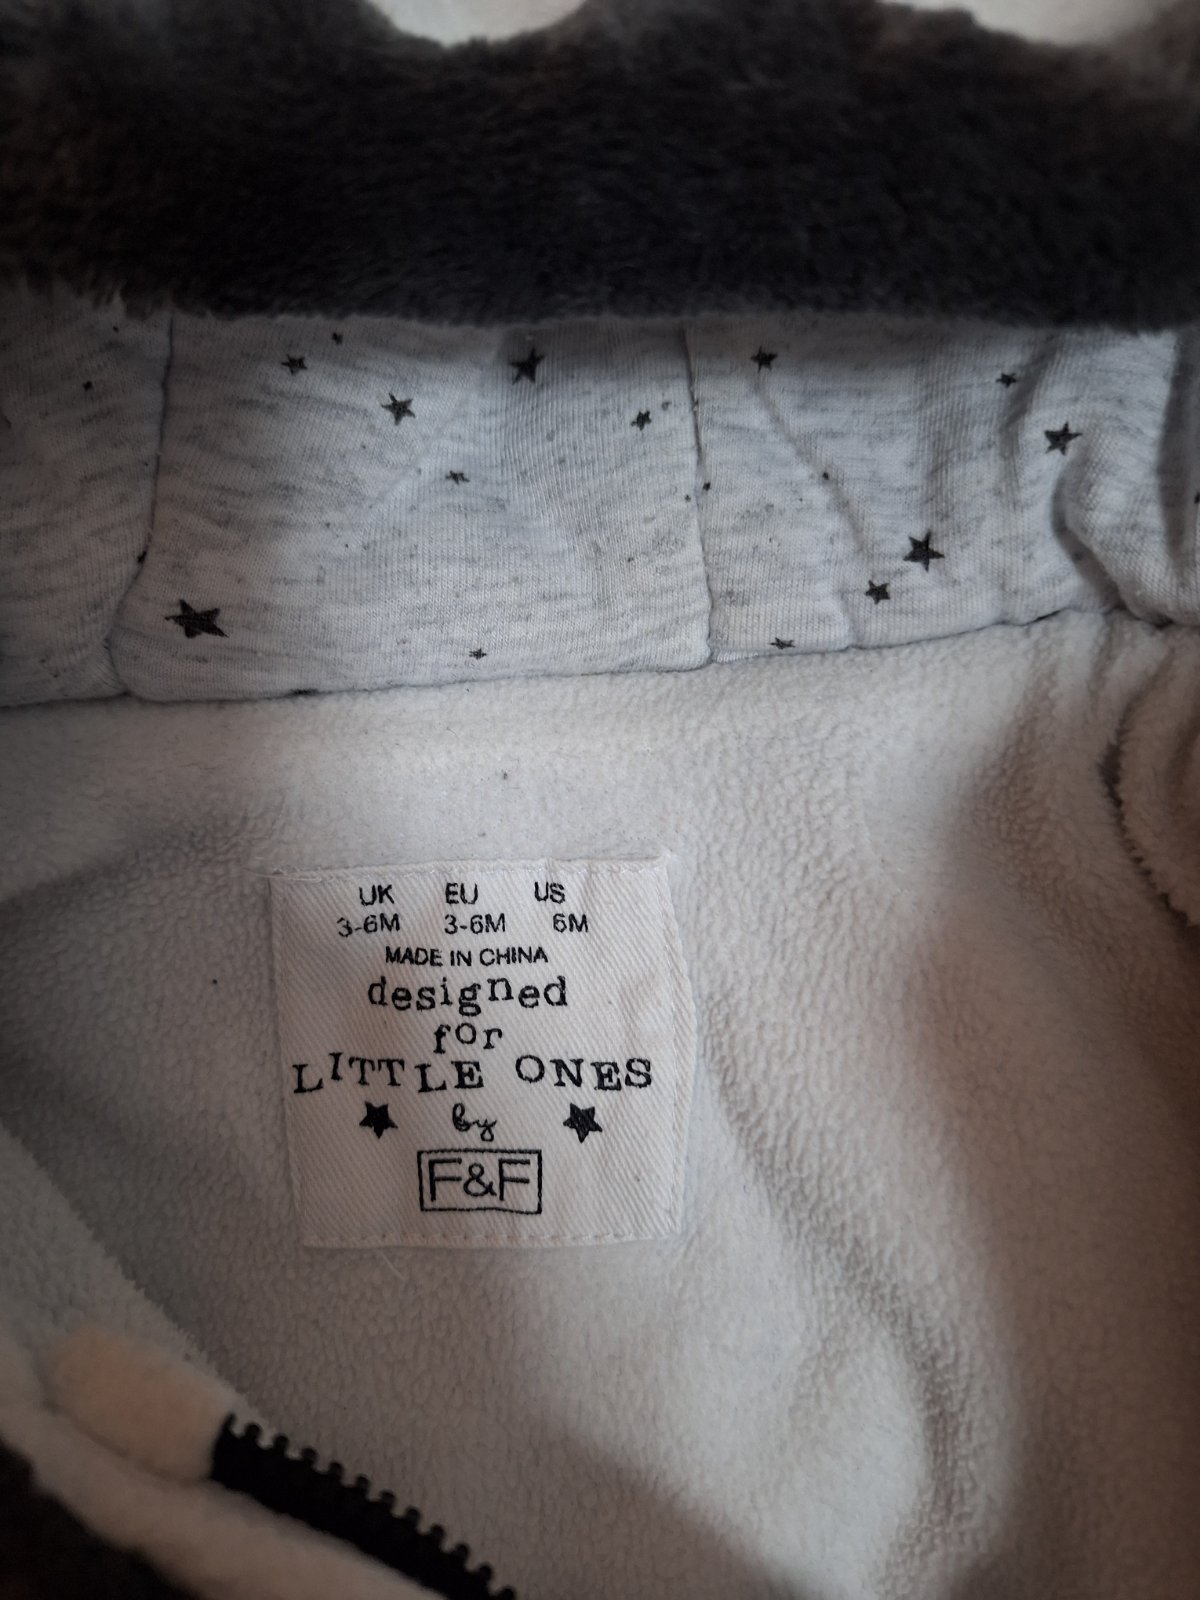 UK EU US
3-6M 3-6M 6M
MADE IN CHINA
designed
for
LITTLE ONES
by
F&F